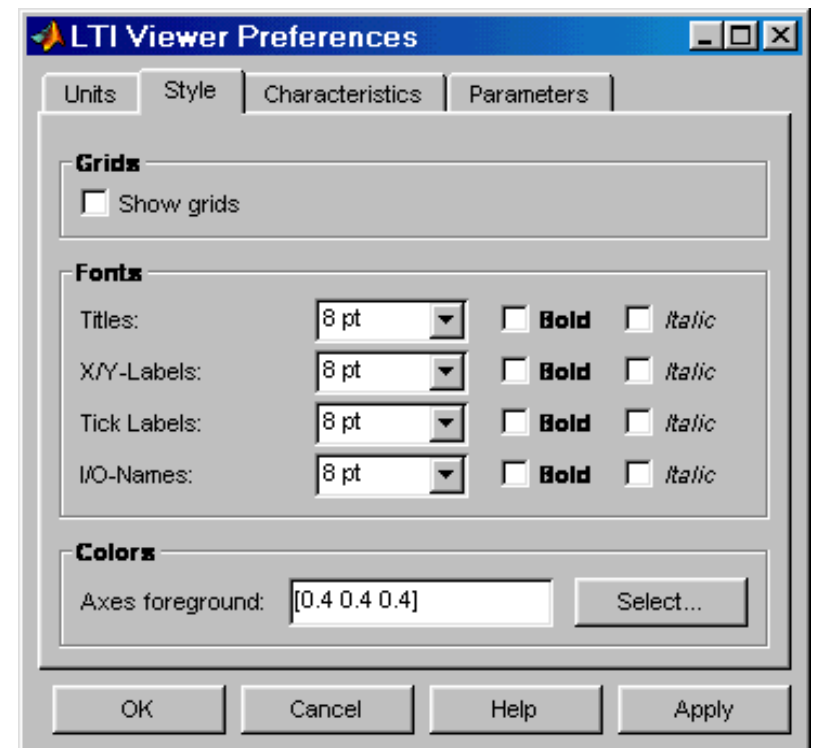 LTI Viewer Preferences
Units Style Characteristics Parameters
Grids
Show grids
Fonts
Titles: 8 pt Bold Italic
X/Y-Labels: 8 pt Bold Italic
Tick Labels: 8 pt Bold Italic
I/O-Names: 8 pt Bold Italic
Colors
Axes foreground: [0.4 0.4 0.4] Select...
OK Cancel Help Apply